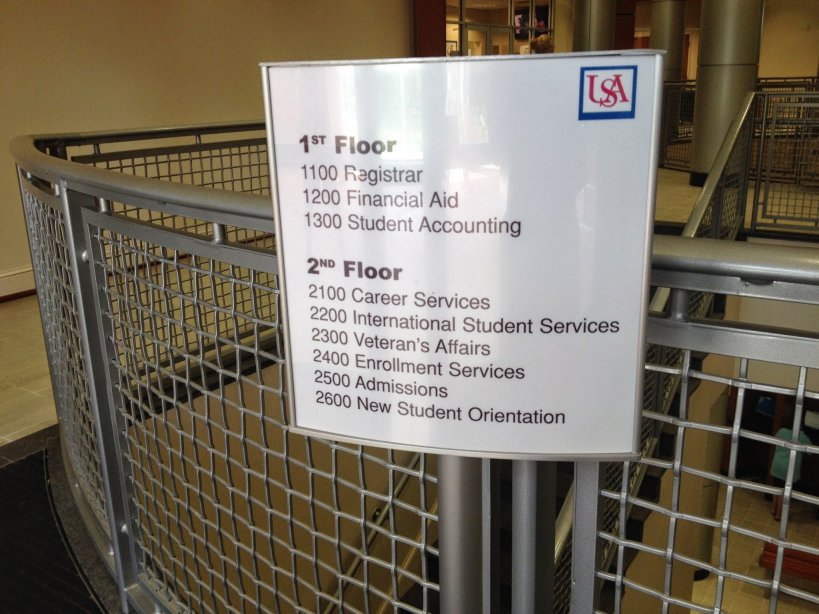 USA
1ST Floor
1100 Registrar
1200 Financial Aid
1300 Student Accounting
2ND Floor
2100 Career Services
2200 International Student Services
2300 Veteran's Affairs
2400 Enrollment Services
2500 Admissions
2600 New Student Orientation